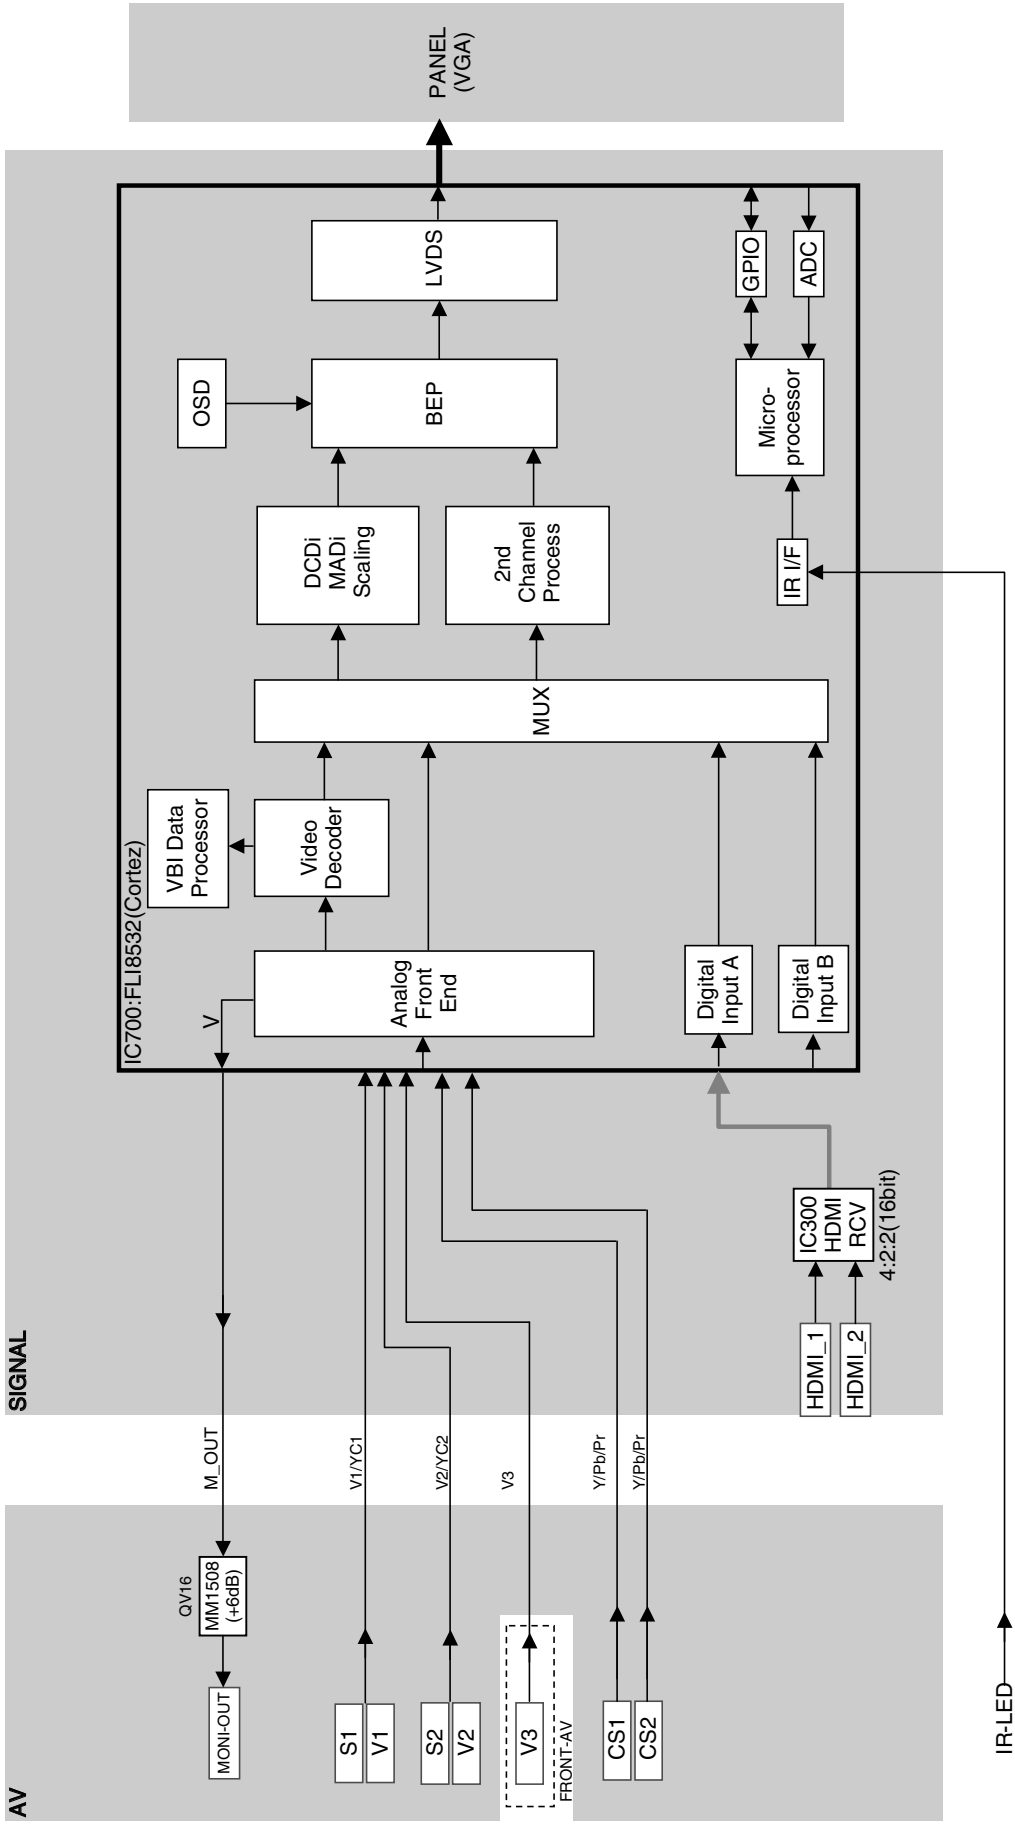 AV
SIGNAL
PANEL
(VGA)
MONI-OUT
QV16
MM1508
(+6dB)
M_OUT
V
IC700:FLI8532(Cortez)
S1
V1
V1/YC1
S2
V2
V2/YC2
V3
FRONT-AV
V3
CS1
CS2
Y/Pb/Pr
Y/Pb/Pr
HDMI_1
HDMI_2
IC300
HDMI
RCV
4:2:2(16bit)
Analog
Front
End
VBI Data
Processor
Video
Decoder
Digital
Input A
Digital
Input B
MUX
DCDi
MADi
Scaling
2nd
Channel
Process
OSD
BEP
LVDS
IR I/F
Micro-
processor
GPIO
ADC
IR-LED